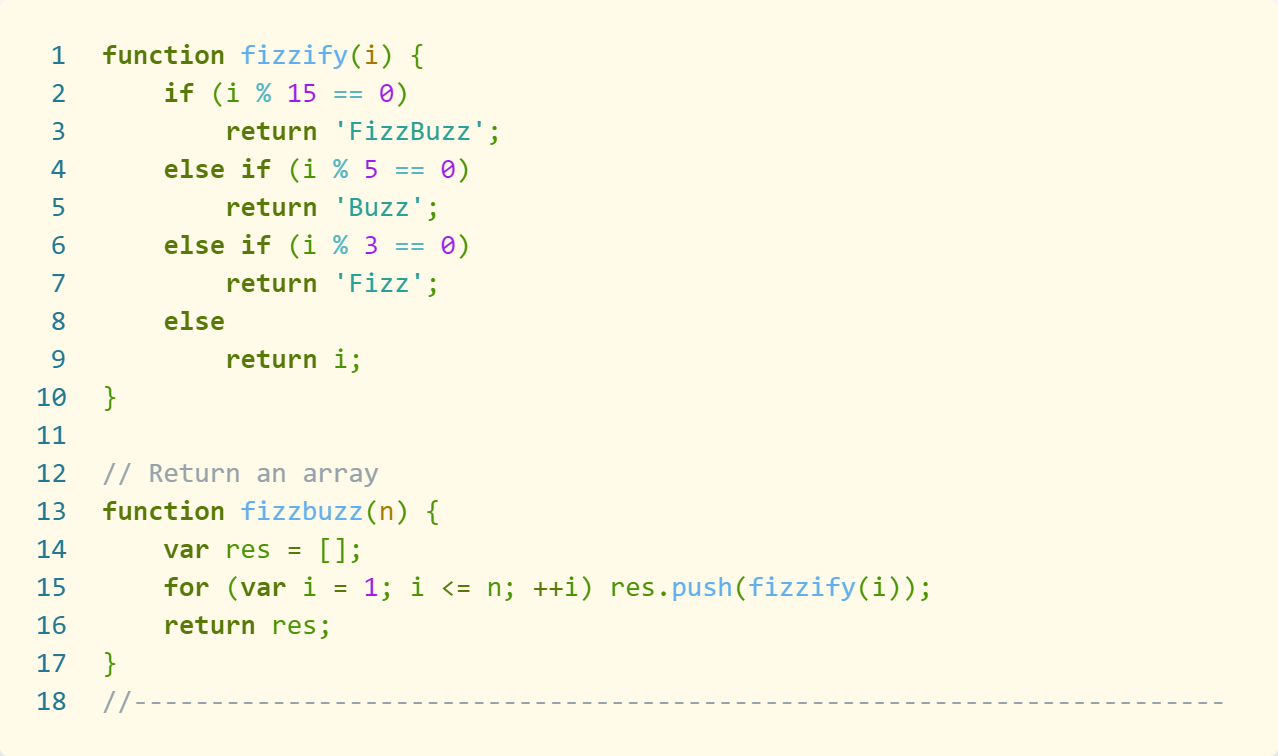 1 function fizzify(i) {
2     if (i % 15 == 0)
3         return 'FizzBuzz';
4     else if (i % 5 == 0)
5         return 'Buzz';
6     else if (i % 3 == 0)
7         return 'Fizz';
8     else
9         return i;
10 }
11
12 // Return an array
13 function fizzbuzz(n) {
14     var res = [];
15     for (var i = 1; i <= n; ++i) res.push(fizzify(i));
16     return res;
17 }
18 //-----------------------------------------------------------------------